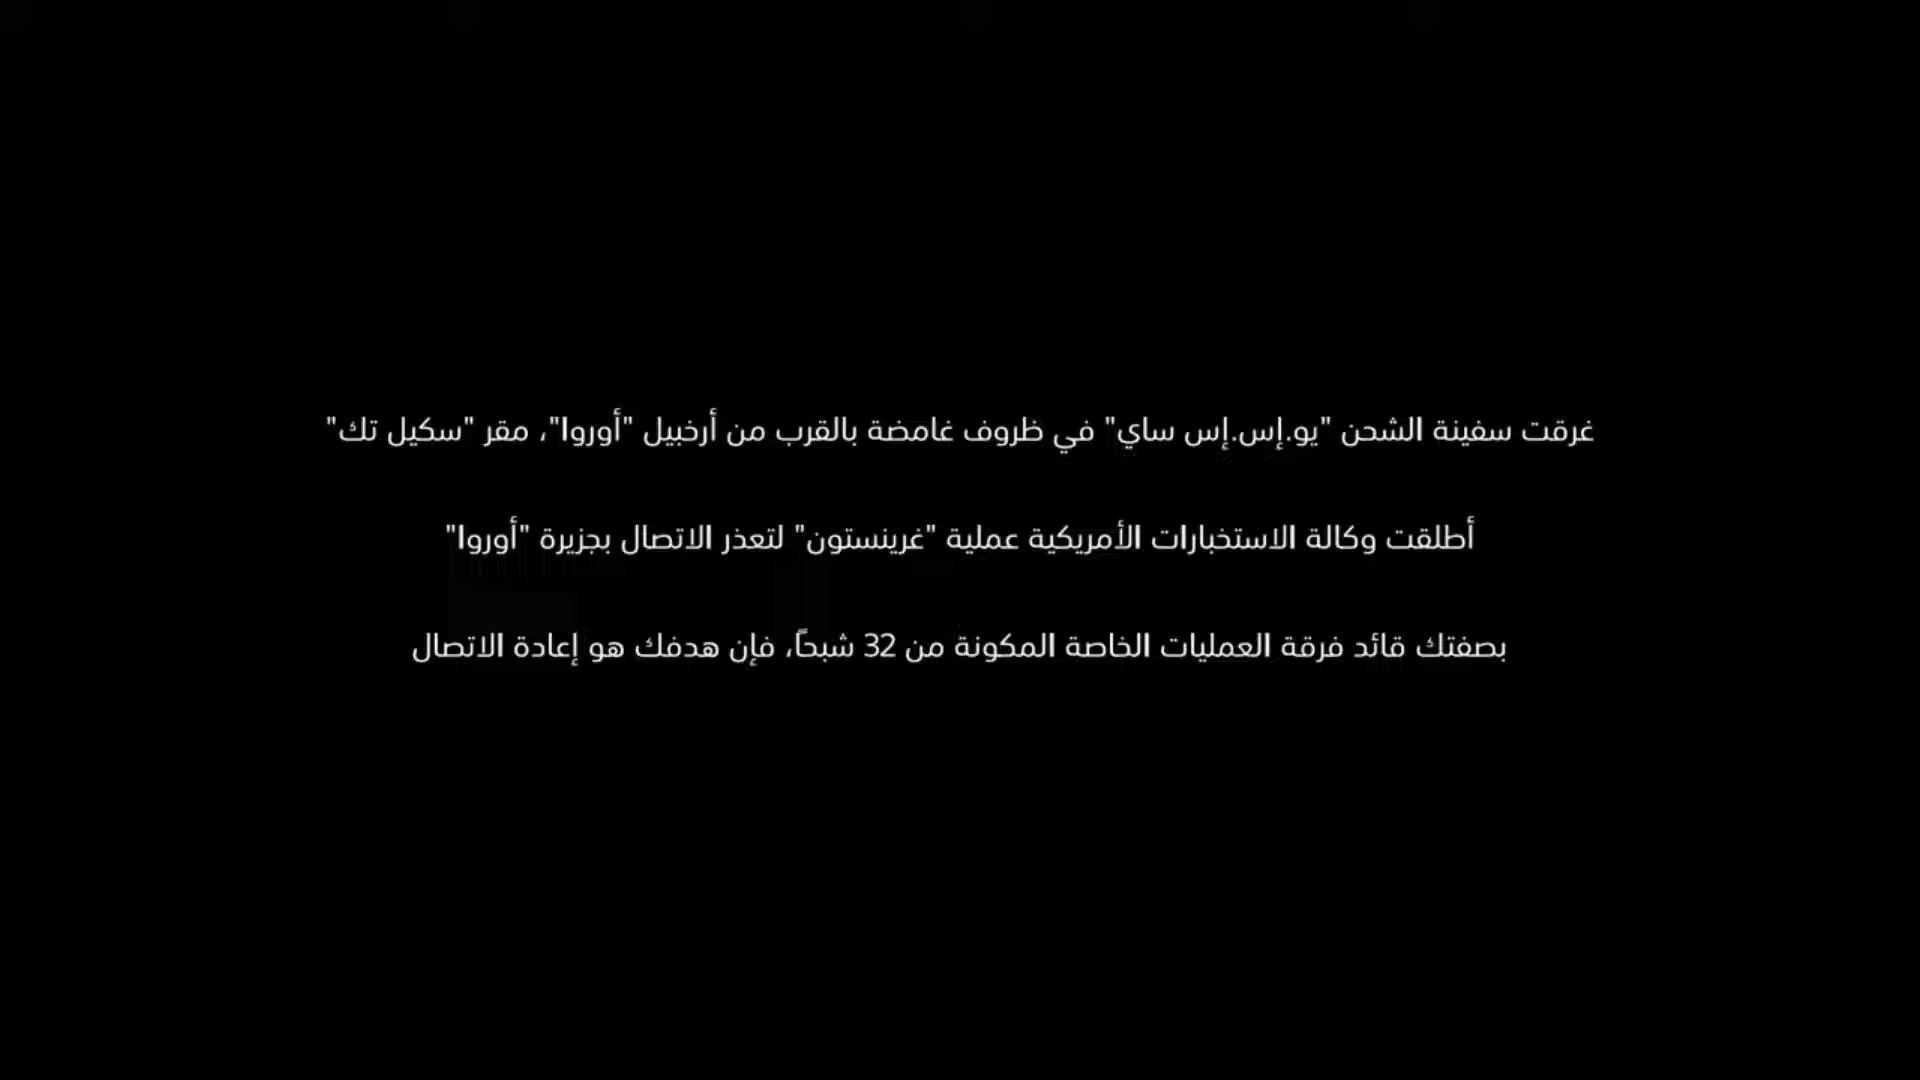 غرقت سفينة الشحن "يو.إس.إس ساي" في ظروف غامضة بالقرب من أرخبيل "أوروا"، مقر "سكيل تك"
أطلقت وكالة الاستخبارات الأمريكية عملية "غرينستون" لتعذر الاتصال بجزيرة "أوروا"
بصفتك قائد فرقة العمليات الخاصة المكونة من 32 شبحًا، فإن هدفك هو إعادة الاتصال